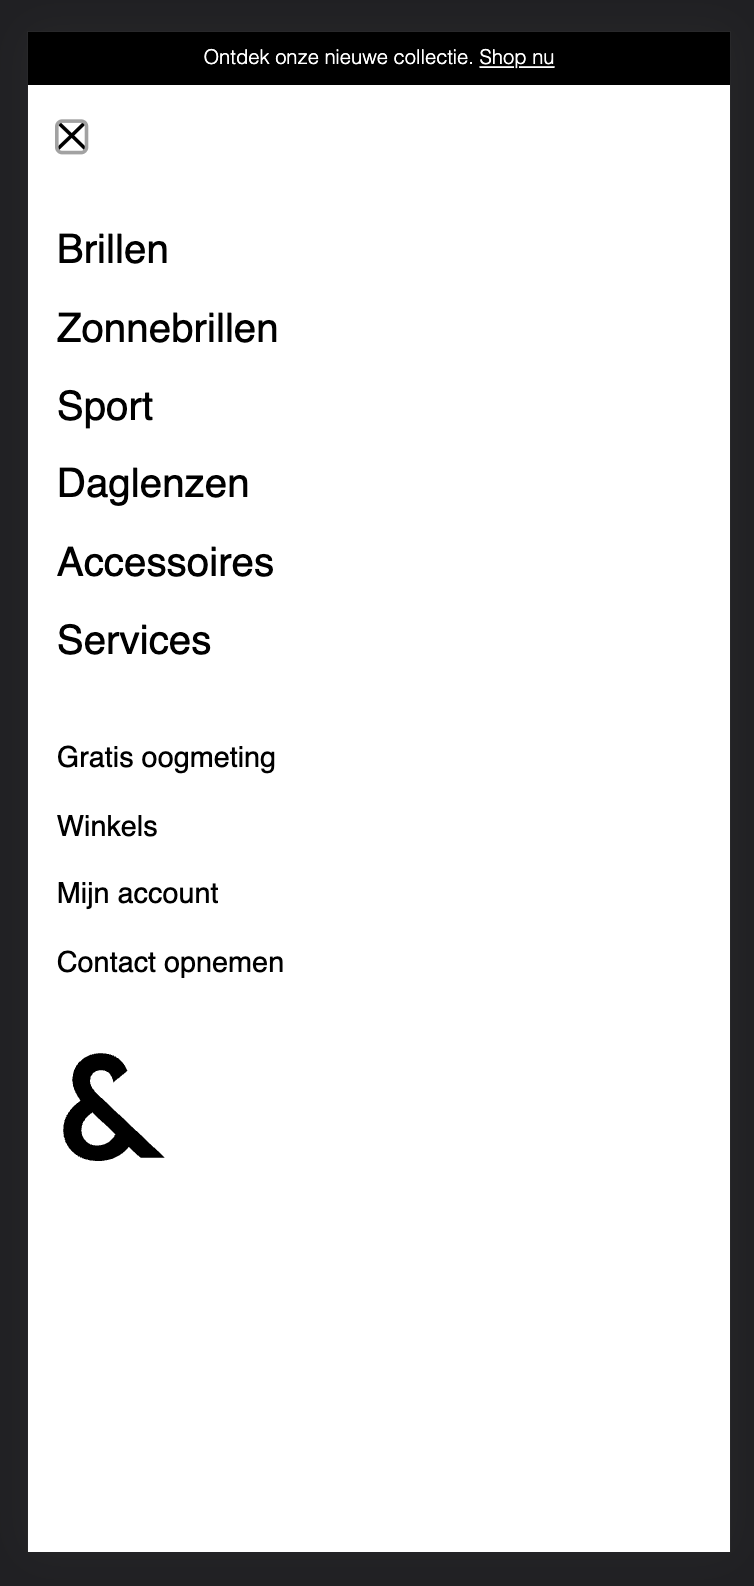 Ontdek onze nieuwe collectie. Shop nu
Brillen
Zonnebrillen
Sport
Daglenzen
Accessoires
Services
Gratis oogmeting
Winkels
Mijn account
Contact opnemen
&